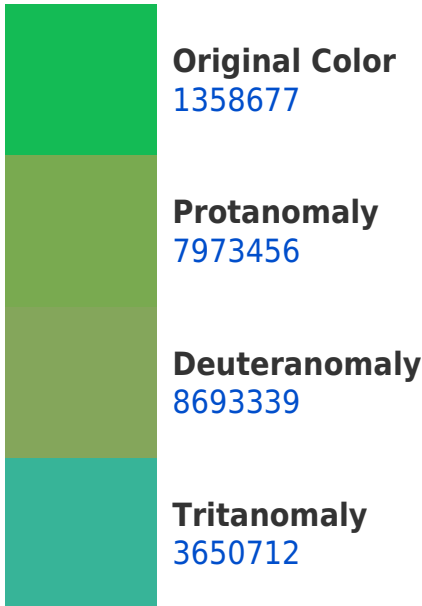 Original Color
1358677
Protanomaly
7973456
Deuteranomaly
8693339
Tritanomaly
3650712